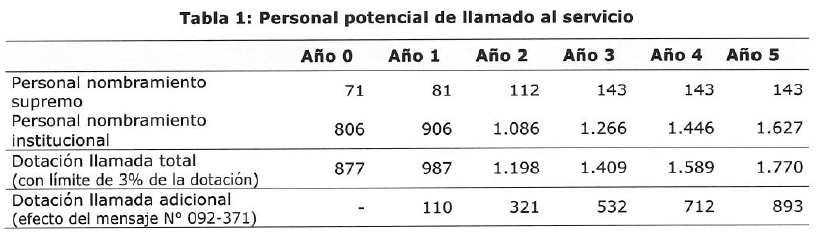 Tabla 1: Personal potencial de llamado al servicio
Año 0 Año 1 Año 2 Año 3 Año 4 Año 5
Personal nombramiento
supremo 71 81 112 143 143 143
Personal nombramiento
institucional 806 906 1.086 1.266 1.446 1.627
Dotación llamada total
(con límite de 3% de la dotación) 877 987 1.198 1.409 1.589 1.770
Dotación llamada adicional
(efecto del mensaje N° 092-371) - 110 321 532 712 893